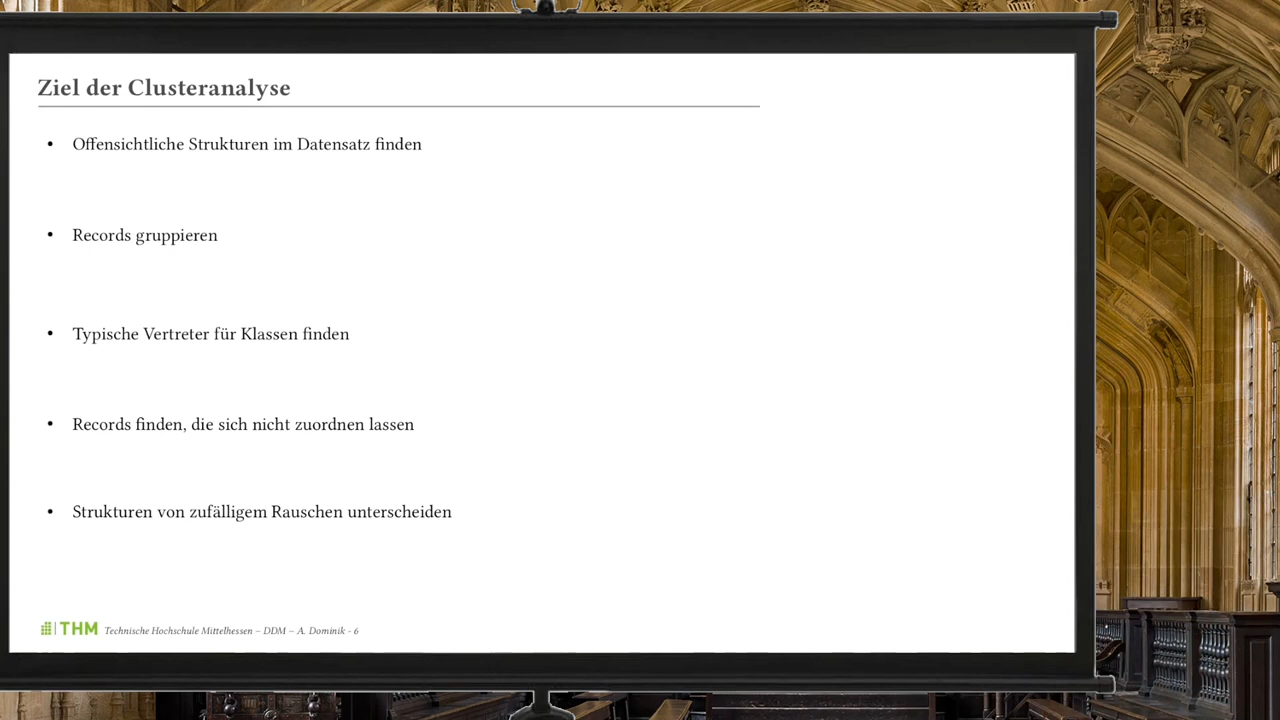 Ziel der Clusteranalyse
• Offensichtliche Strukturen im Datensatz finden
• Records gruppieren
• Typische Vertreter für Klassen finden
• Records finden, die sich nicht zuordnen lassen
• Strukturen von zufälligem Rauschen unterscheiden
THM Technische Hochschule Mittelhessen – DDM – A. Dominik - 6